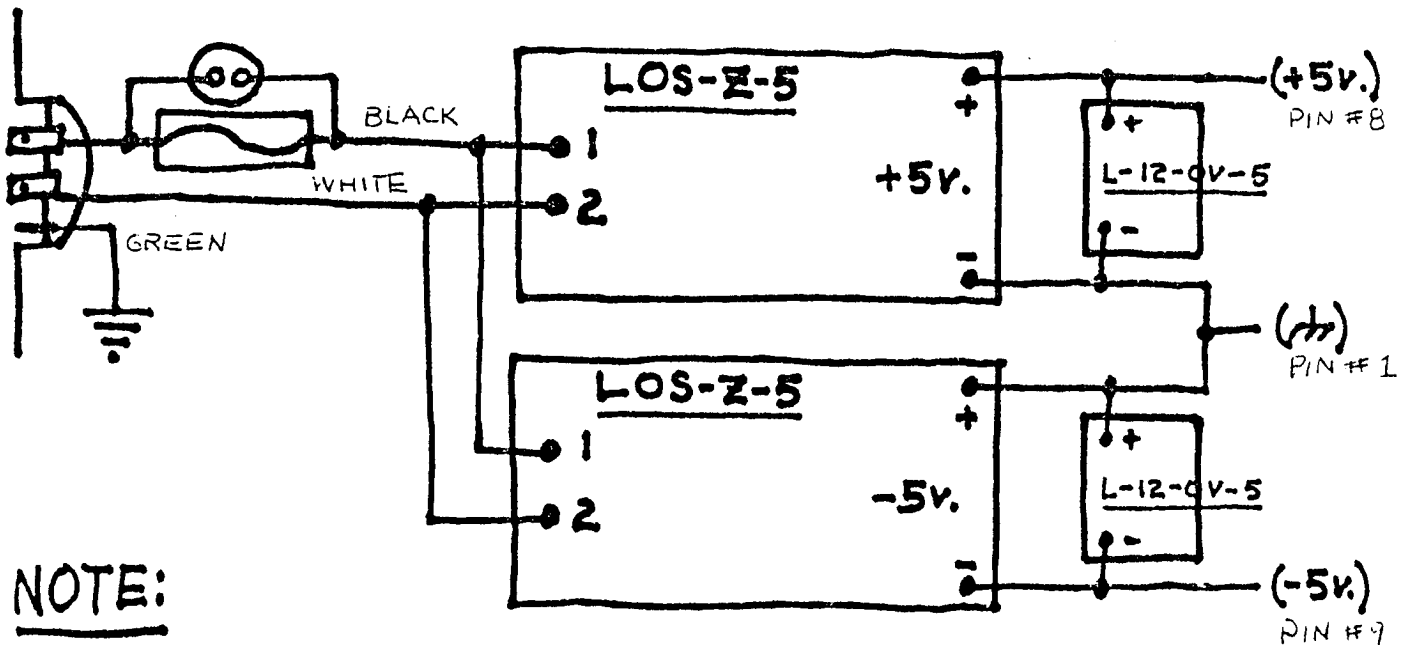 LOS-Z-5
+
(+5v.)
PIN #8
BLACK
1
+
L-12-OV-5
WHITE
+5v.
2
-
GREEN
-
(⏚)
PIN #1
LOS-Z-5
+
1
+
L-12-OV-5
-5v.
2
-
NOTE:
-
(-5v.)
PIN #9